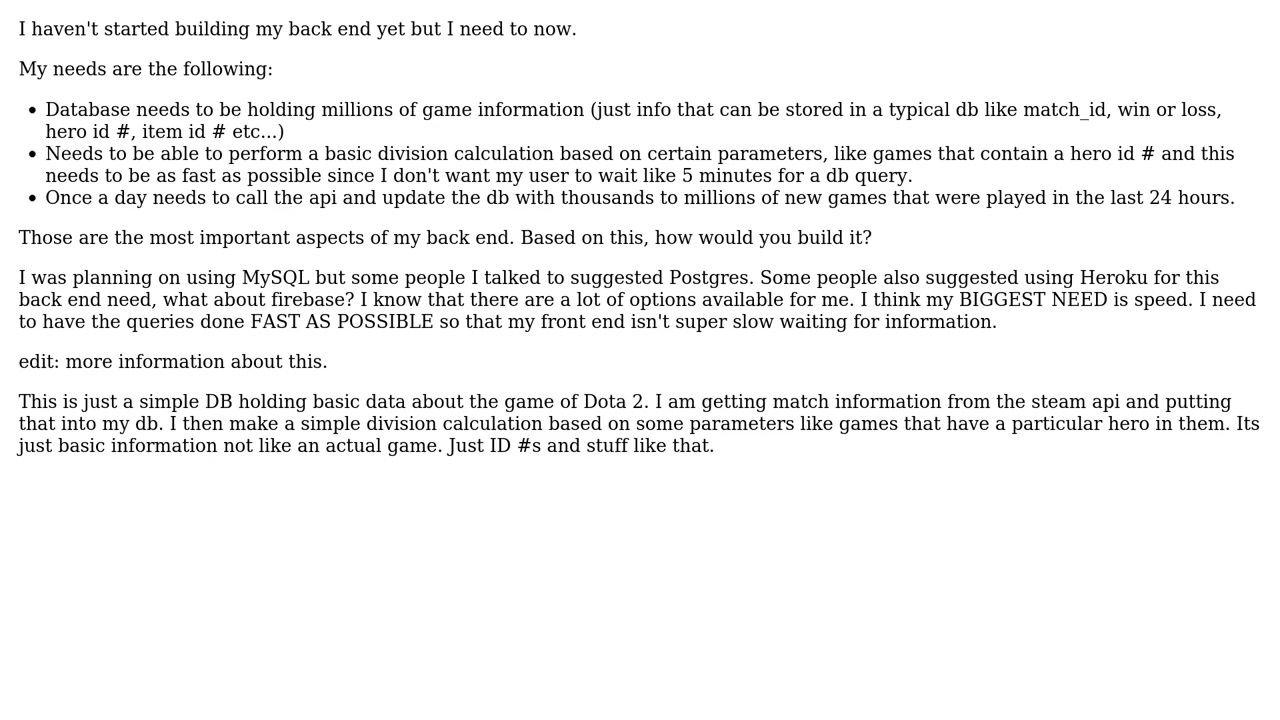 I haven't started building my back end yet but I need to now.
My needs are the following:
• Database needs to be holding millions of game information (just info that can be stored in a typical db like match_id, win or loss,
hero id #, item id # etc...)
• Needs to be able to perform a basic division calculation based on certain parameters, like games that contain a hero id # and this
needs to be as fast as possible since I don't want my user to wait like 5 minutes for a db query.
• Once a day needs to call the api and update the db with thousands to millions of new games that were played in the last 24 hours.
Those are the most important aspects of my back end. Based on this, how would you build it?
I was planning on using MySQL but some people I talked to suggested Postgres. Some people also suggested using Heroku for this
back end need, what about firebase? I know that there are a lot of options available for me. I think my BIGGEST NEED is speed. I need
to have the queries done FAST AS POSSIBLE so that my front end isn't super slow waiting for information.
edit: more information about this.
This is just a simple DB holding basic data about the game of Dota 2. I am getting match information from the steam api and putting
that into my db. I then make a simple division calculation based on some parameters like games that have a particular hero in them. Its
just basic information not like an actual game. Just ID #s and stuff like that.